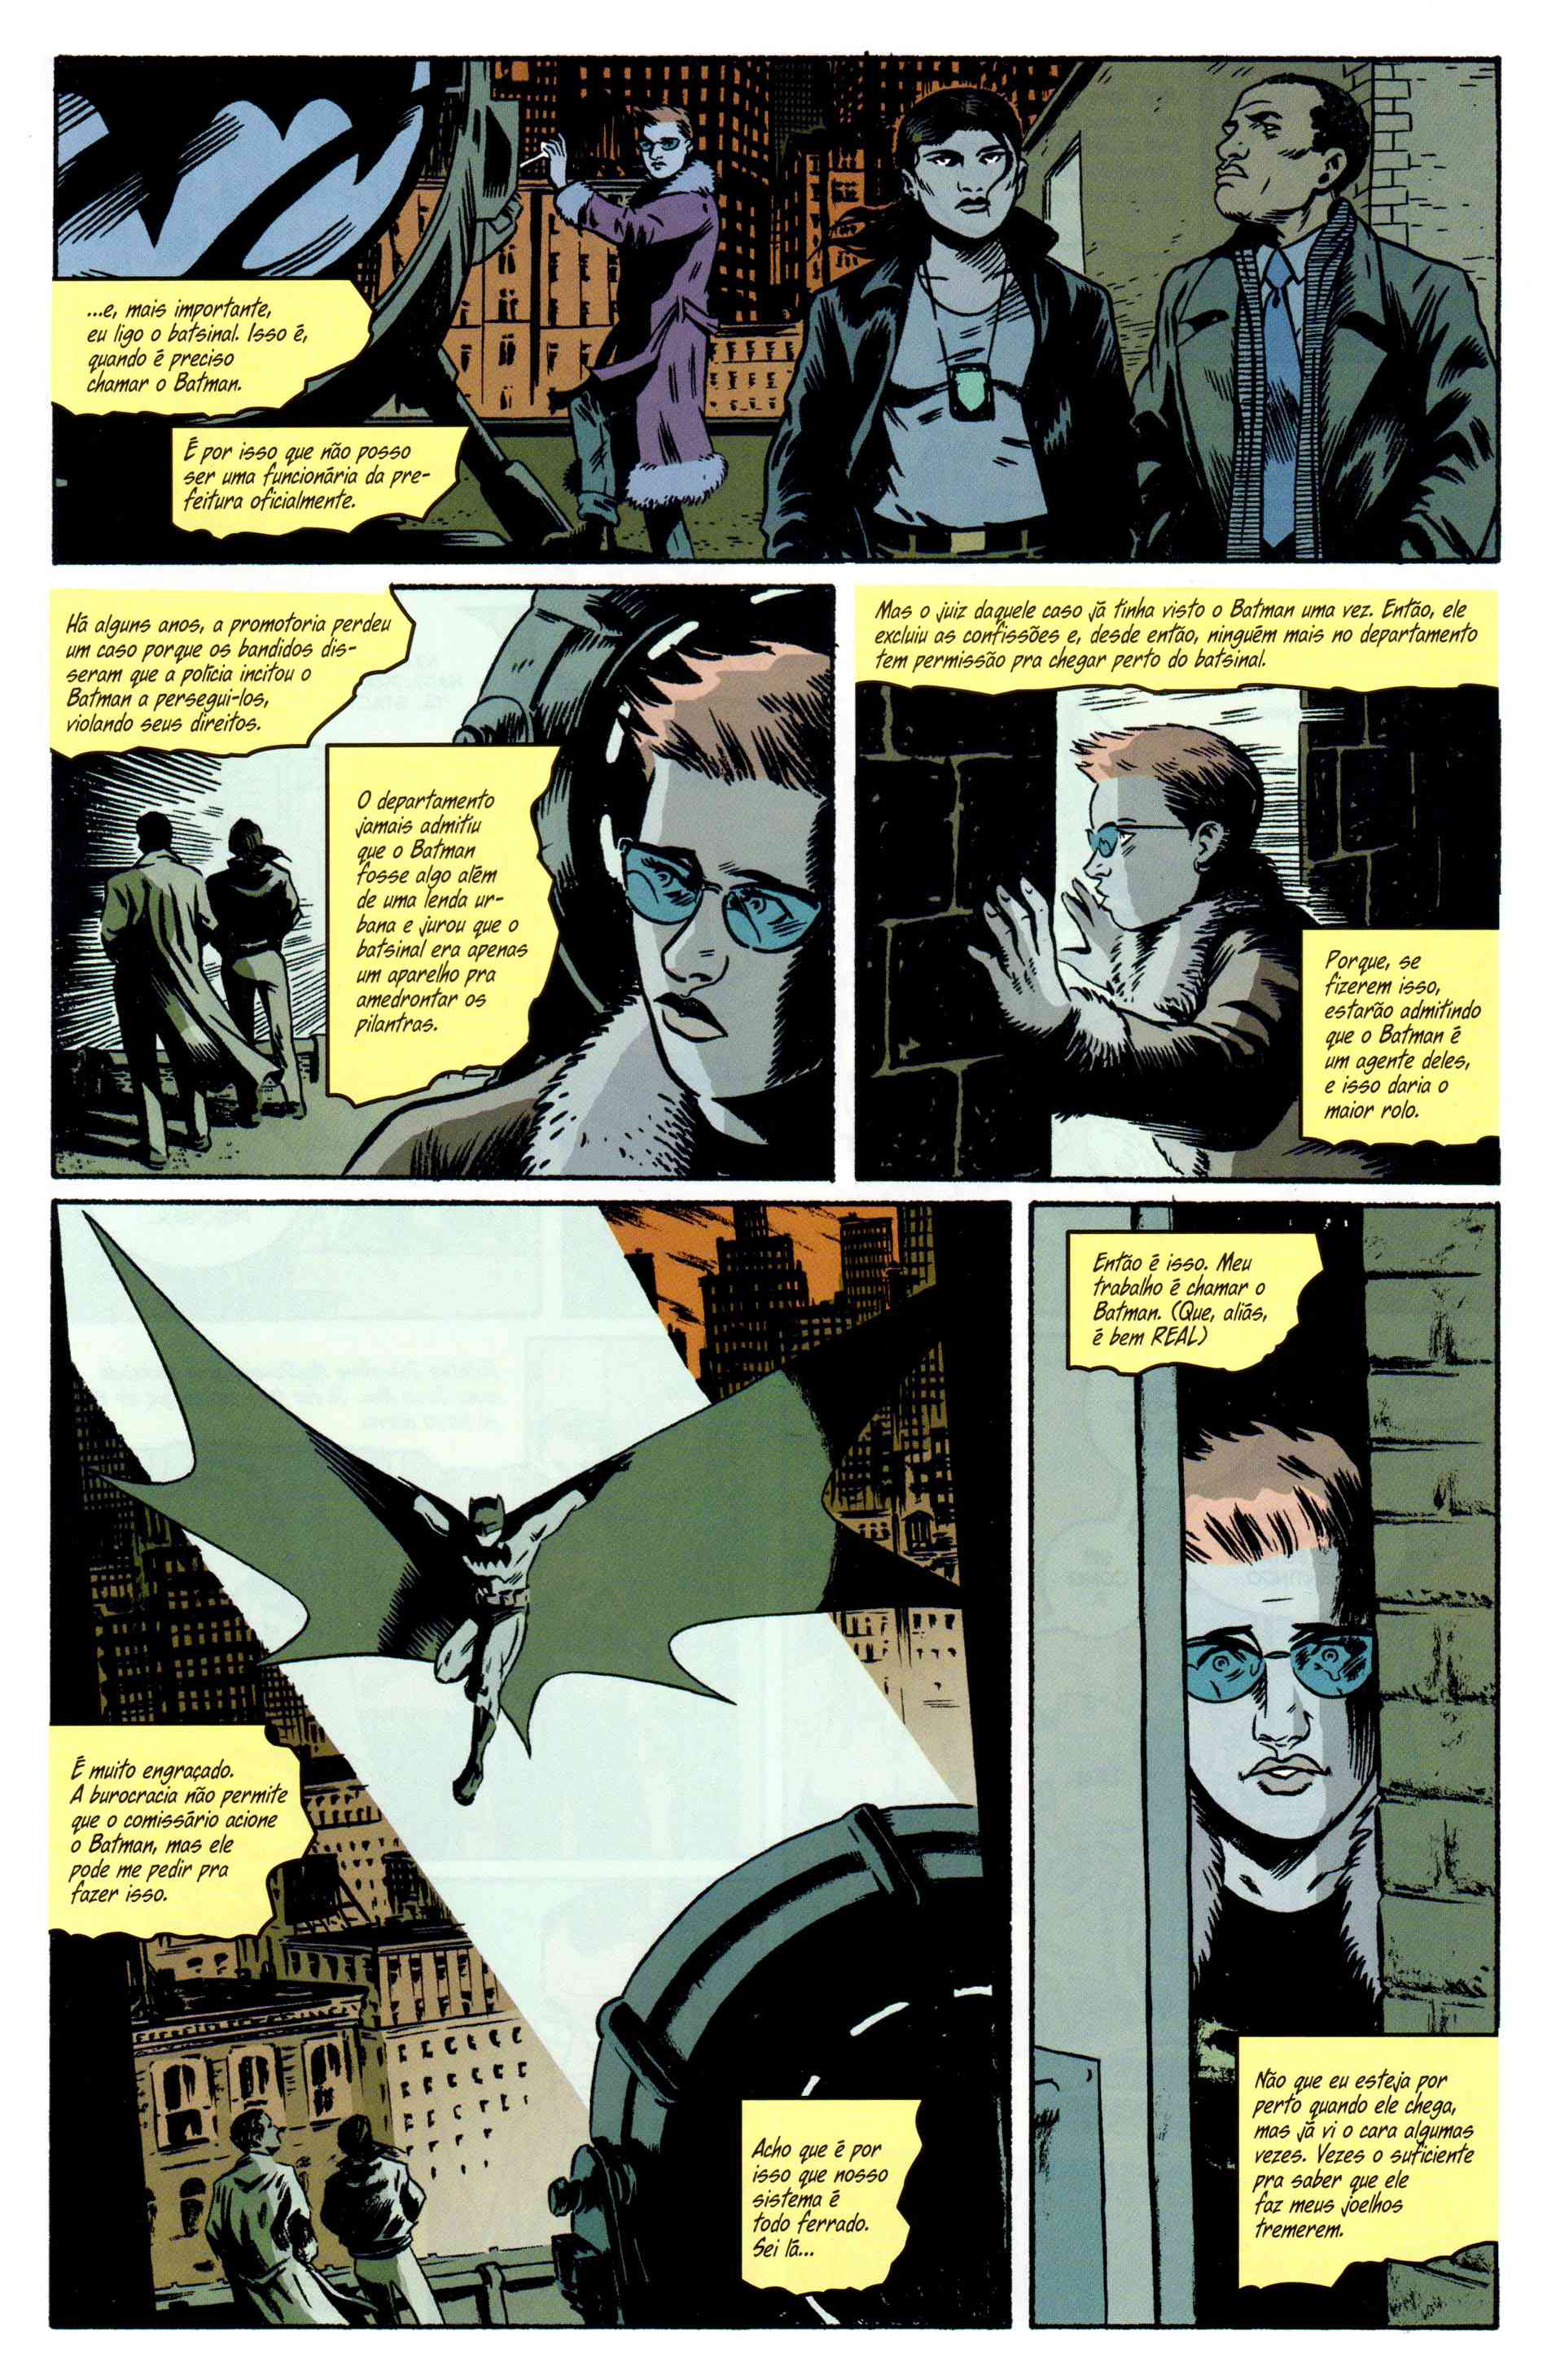 ...e, mais importante,
eu ligo o batsinal. Isso é,
quando é preciso
chamar o Batman.
É por isso que não posso
ser uma funcionária da pre-
feitura oficialmente.
Há alguns anos, a promotoria perdeu
um caso porque os bandidos dis-
seram que a polícia incitou o
Batman a persegui-los,
violando seus direitos.
O departamento
jamais admitiu
que o Batman
fosse algo além
de uma lenda ur-
bana e jurou que o
batsinal era apenas
um aparelho pra
amedrontar os
pilantras.
Mas o juiz daquele caso já tinha visto o Batman uma vez. Então, ele
excluiu as confissões e, desde então, ninguém mais no departamento
tem permissão pra chegar perto do batsinal.
Porque, se
fizerem isso,
estarão admitindo
que o Batman é
um agente deles,
e isso daria o
maior rolo.
É muito engraçado.
A burocracia não permite
que o comissário acione
o Batman, mas ele
pode me pedir pra
fazer isso.
Acho que é por
isso que nosso
sistema é
todo ferrado.
Sei lá...
Então é isso. Meu
trabalho é chamar o
Batman. (Que, aliás,
é bem REAL)
Não que eu esteja por
perto quando ele chega,
mas já vi o cara algumas
vezes. Vezes o suficiente
pra saber que ele
faz meus joelhos
tremerem.